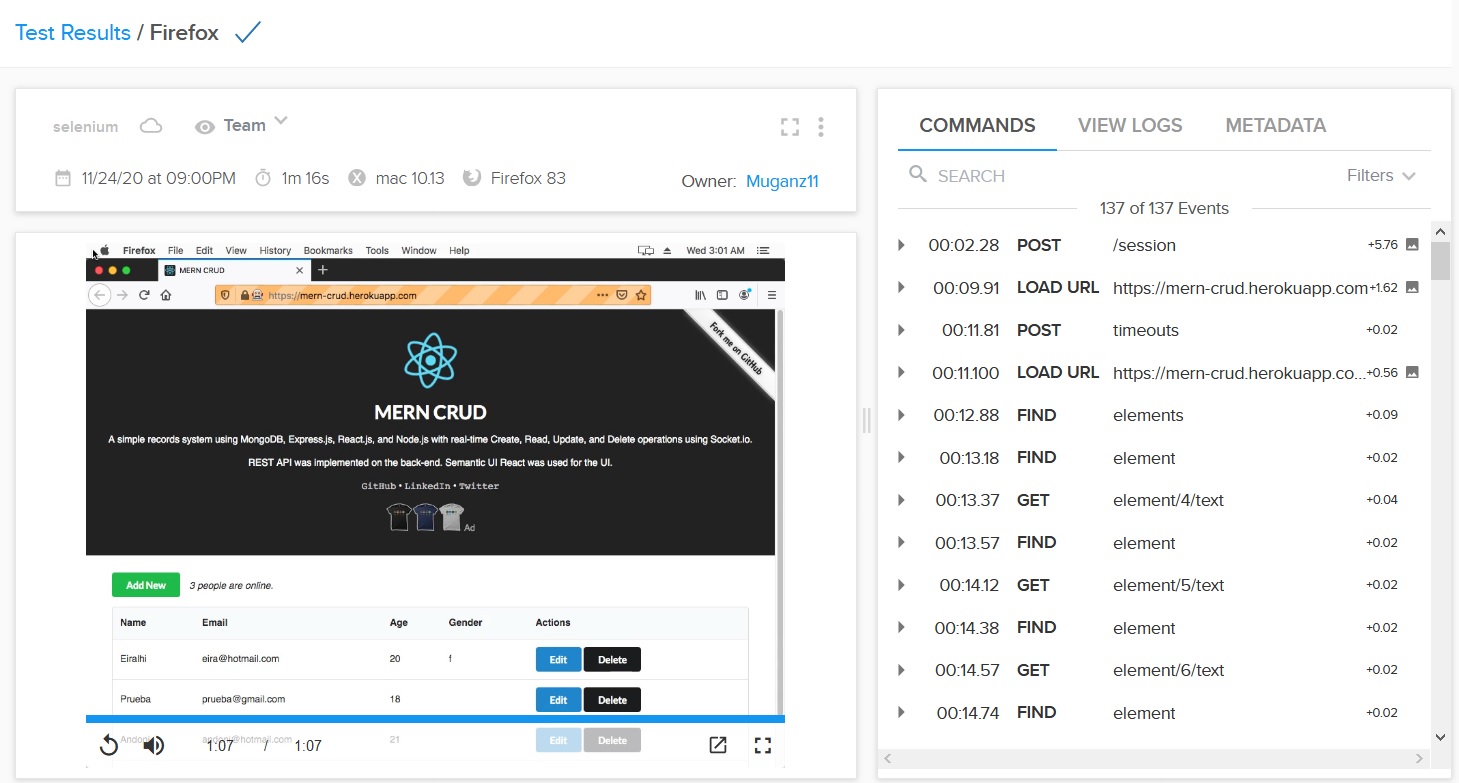 Test Results / Firefox
selenium Team
11/24/20 at 09:00PM 1m 16s mac 10.13 Firefox 83 Owner: Muganz11
Firefox File Edit View History Bookmarks Tools Window Help Wed 3:01 AM
MERN CRUD
https://mern-crud.herokuapp.com
Fork me on GitHub
MERN CRUD
A simple records system using MongoDB, Express.js, React.js, and Node.js with real-time Create, Read, Update, and Delete operations using Socket.io.
REST API was implemented on the back-end. Semantic UI React was used for the UI.
GitHub • LinkedIn • Twitter
Ad
Add New 3 people are online.
Name Email Age Gender Actions
Eiralhi eira@hotmail.com 20 f Edit Delete
Prueba prueba@gmail.com 18 Edit Delete
21 Edit Delete
1:07 / 1:07
COMMANDS VIEW LOGS METADATA
SEARCH Filters
137 of 137 Events
00:02.28 POST /session +5.76
00:09.91 LOAD URL https://mern-crud.herokuapp.com +1.62
00:11.81 POST timeouts +0.02
00:11.100 LOAD URL https://mern-crud.herokuapp.co... +0.56
00:12.88 FIND elements +0.09
00:13.18 FIND element +0.02
00:13.37 GET element/4/text +0.04
00:13.57 FIND element +0.02
00:14.12 GET element/5/text +0.02
00:14.38 FIND element +0.02
00:14.57 GET element/6/text +0.02
00:14.74 FIND element +0.02